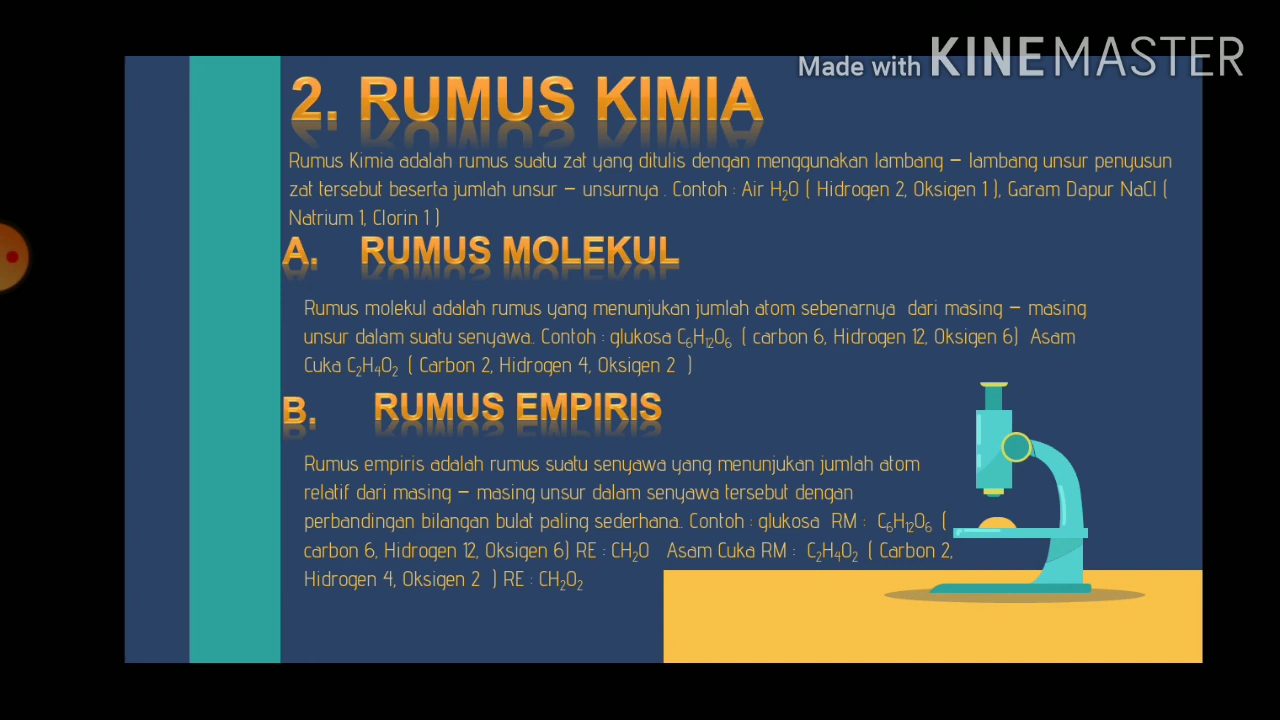 Made with KINEMASTER
2. RUMUS KIMIA
Rumus Kimia adalah rumus suatu zat yang ditulis dengan menggunakan lambang – lambang unsur penyusun
zat tersebut beserta jumlah unsur – unsurnya . Contoh : Air H₂O ( Hidrogen 2, Oksigen 1 ), Garam Dapur NaCl (
Natrium 1, Clorin 1 )
A. RUMUS MOLEKUL
Rumus molekul adalah rumus yang menunjukan jumlah atom sebenarnya dari masing – masing
unsur dalam suatu senyawa.. Contoh : glukosa C₆H₁₂O₆ ( carbon 6, Hidrogen 12, Oksigen 6) Asam
Cuka C₂H₄O₂ ( Carbon 2, Hidrogen 4, Oksigen 2 )
B. RUMUS EMPIRIS
Rumus empiris adalah rumus suatu senyawa yang menunjukan jumlah atom
relatif dari masing – masing unsur dalam senyawa tersebut dengan
perbandingan bilangan bulat paling sederhana.. Contoh : glukosa RM : C₆H₁₂O₆ (
carbon 6, Hidrogen 12, Oksigen 6) RE : CH₂O Asam Cuka RM : C₂H₄O₂ ( Carbon 2,
Hidrogen 4, Oksigen 2 ) RE : CH₂O₂